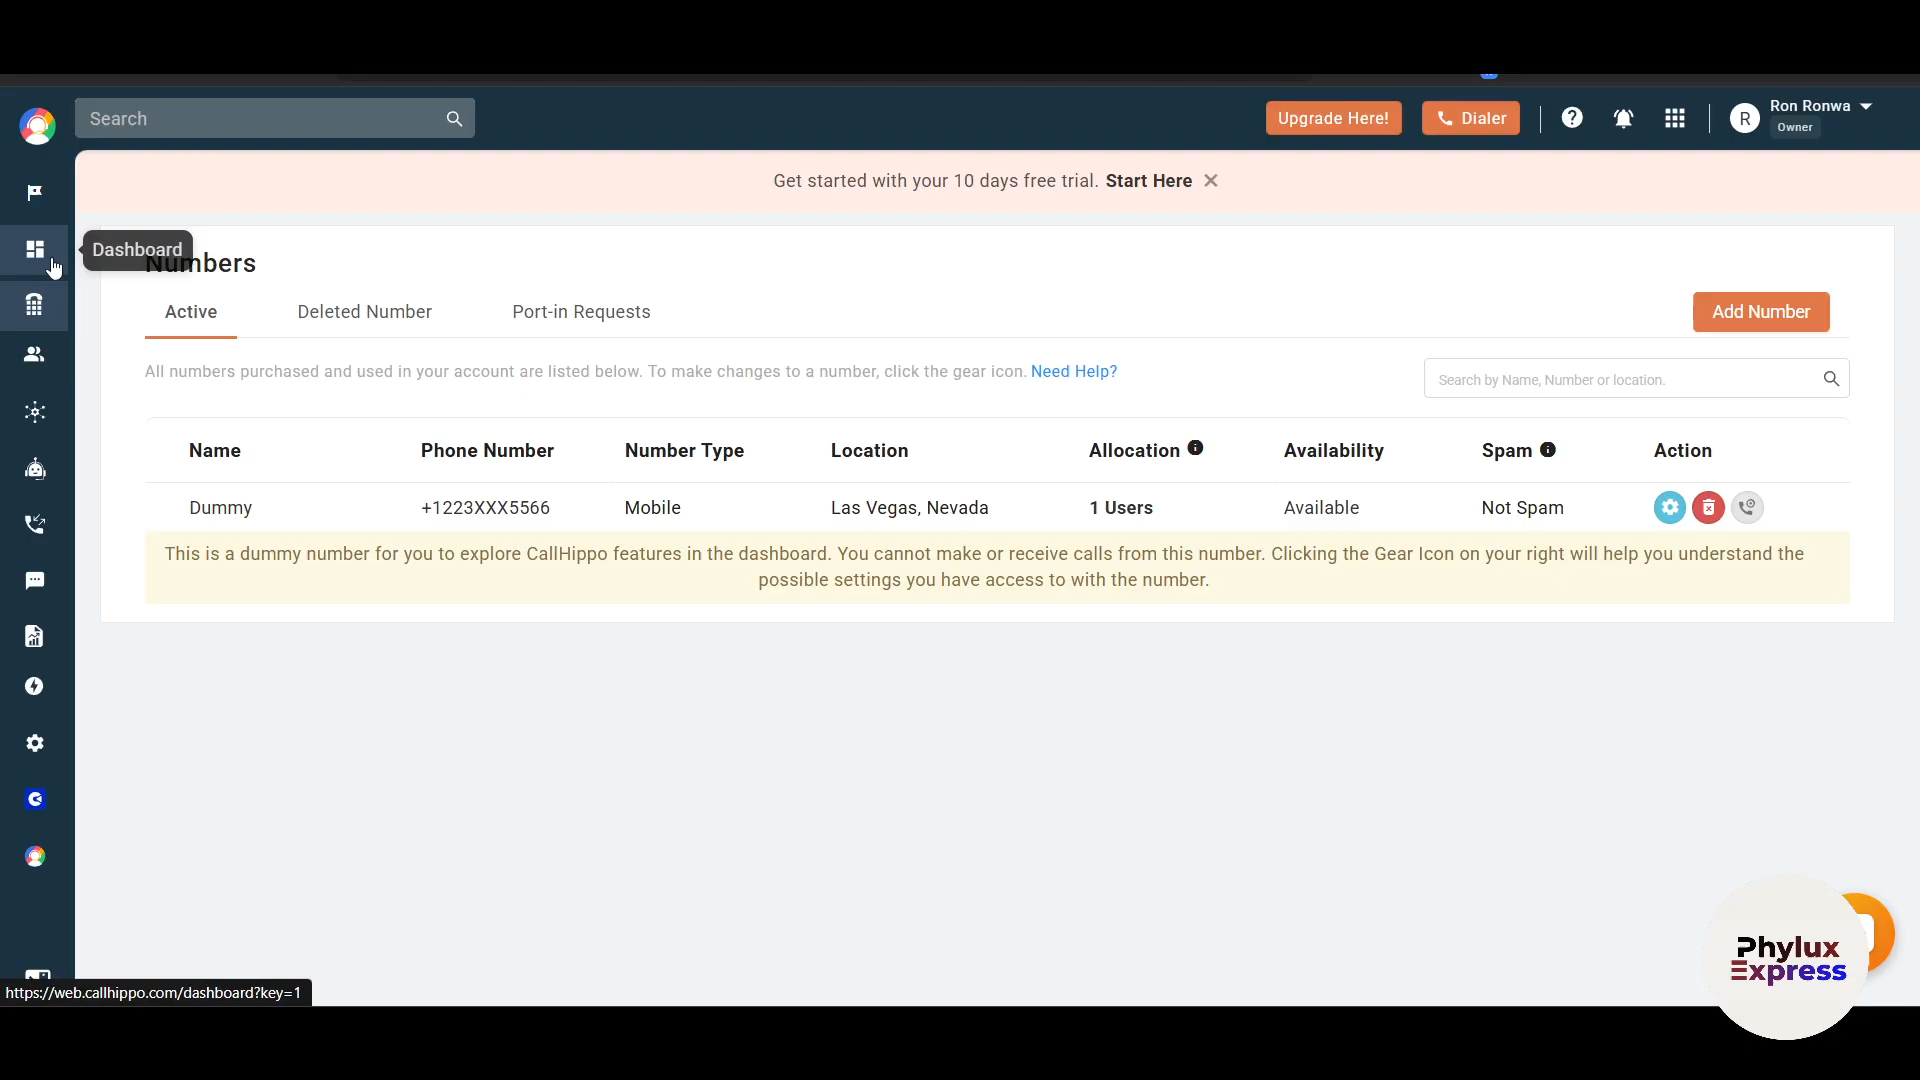 Search
Upgrade Here!
Dialer
R
Ron Ronwa
Owner
Get started with your 10 days free trial. Start Here
Dashboard
Numbers
Active
Deleted Number
Port-in Requests
Add Number
All numbers purchased and used in your account are listed below. To make changes to a number, click the gear icon. Need Help?
Search by Name, Number or location.
Name Phone Number Number Type Location Allocation Availability Spam Action
Dummy +1223XXX5566 Mobile Las Vegas, Nevada 1 Users Available Not Spam
This is a dummy number for you to explore CallHippo features in the dashboard. You cannot make or receive calls from this number. Clicking the Gear Icon on your right will help you understand the
possible settings you have access to with the number.
Phylux
Express
https://web.callhippo.com/dashboard?key=1